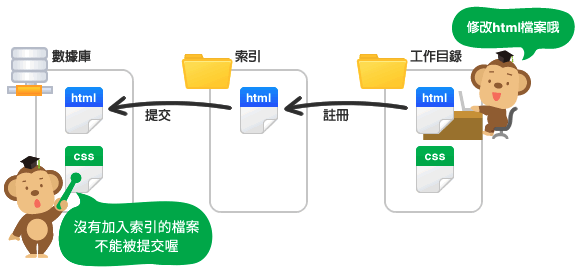 修改html檔案哦
數據庫
索引
工作目錄
html
html
html
提交
註冊
css
css
沒有加入索引的檔案
不能被提交喔